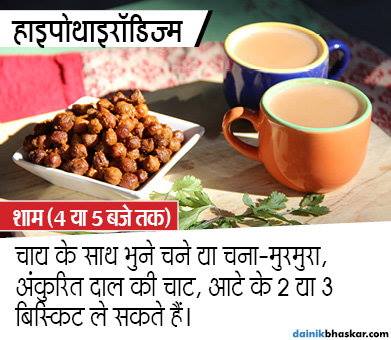 हाइपोथाइरॉडिज्म
शाम (4 या 5 बजे तक)
चाय के साथ भुने चने या चना-मुरमुरा,
अंकुरित दाल की चाट, आटे के 2 या 3
बिस्किट ले सकते हैं।
dainikbhaskar.com